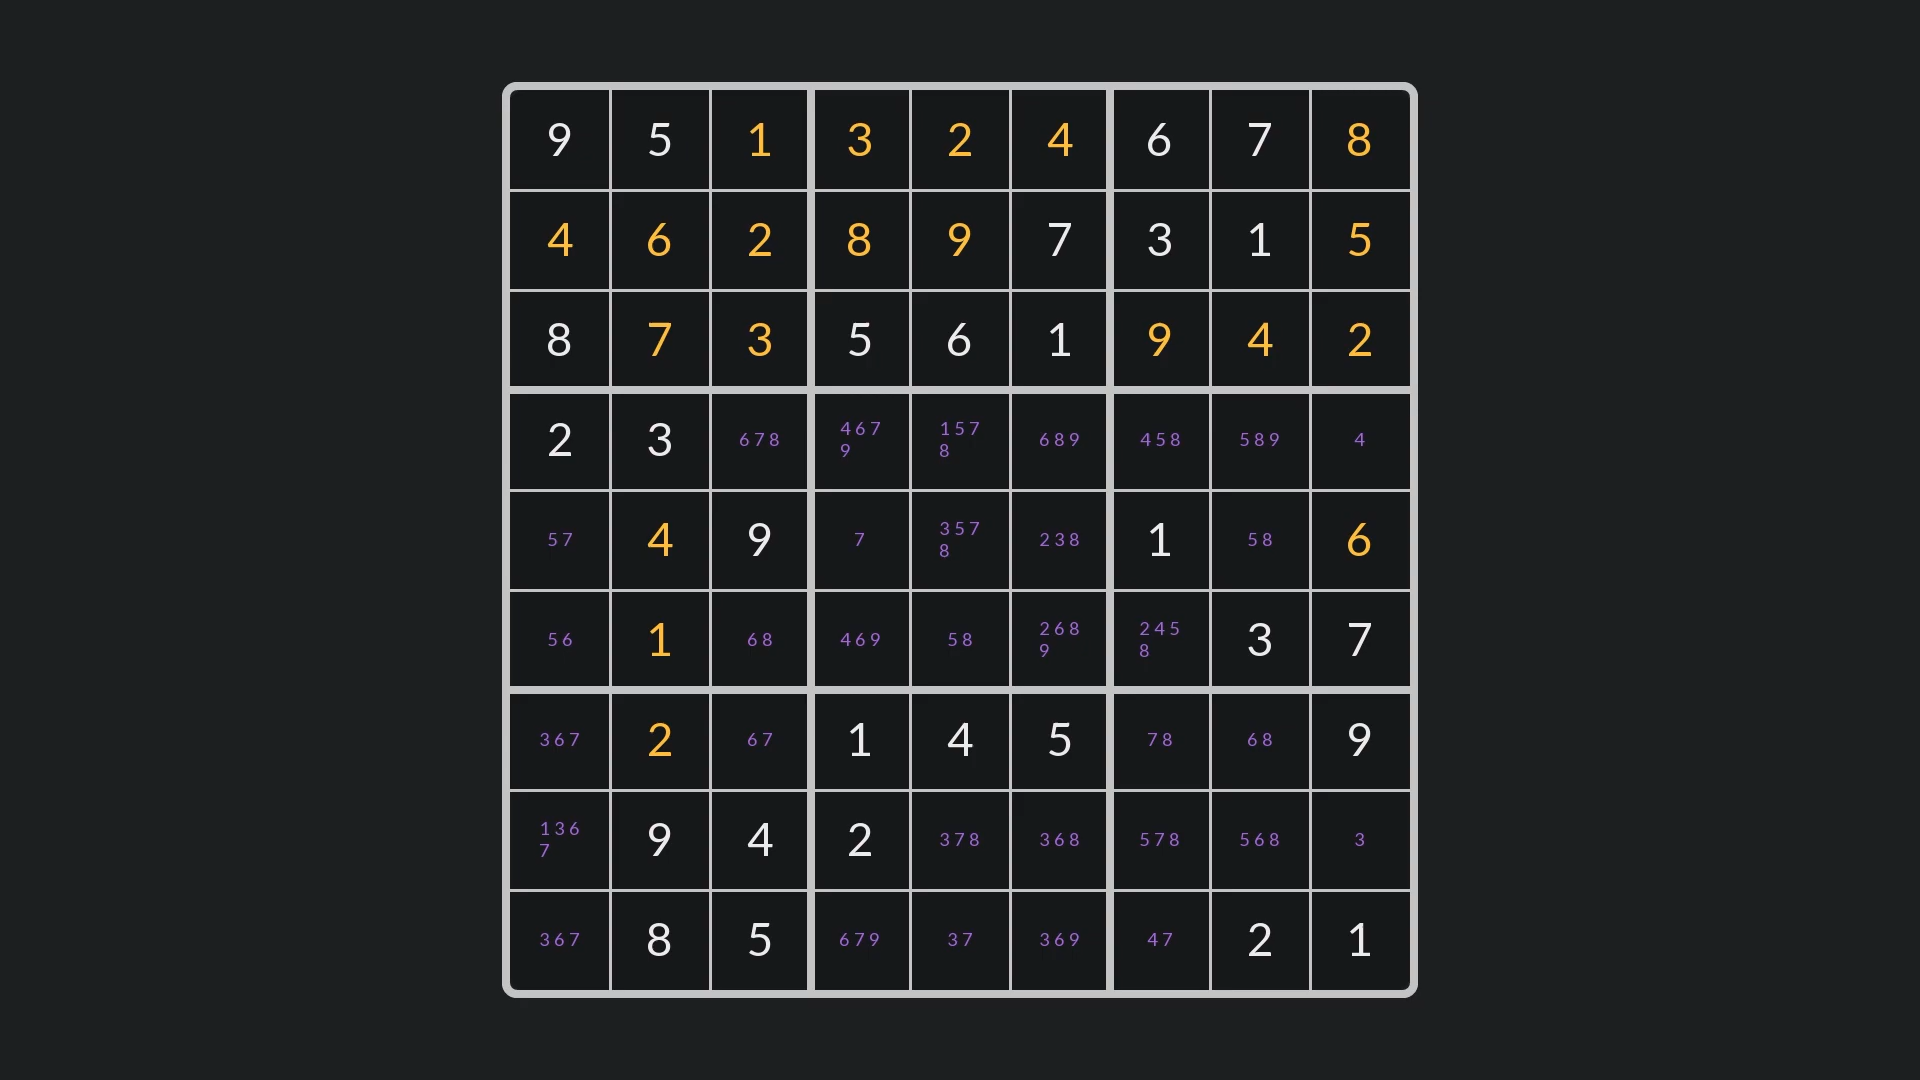 9 5 1 3 2 4 6 7 8
4 6 2 8 9 7 3 1 5
8 7 3 5 6 1 9 4 2
2 3 678 4679 1578 689 458 589 4
57 4 9 7 3578 238 1 58 6
56 1 68 469 58 2689 2458 3 7
367 2 67 1 4 5 78 68 9
1367 9 4 2 378 368 578 568 3
367 8 5 679 37 369 47 2 1